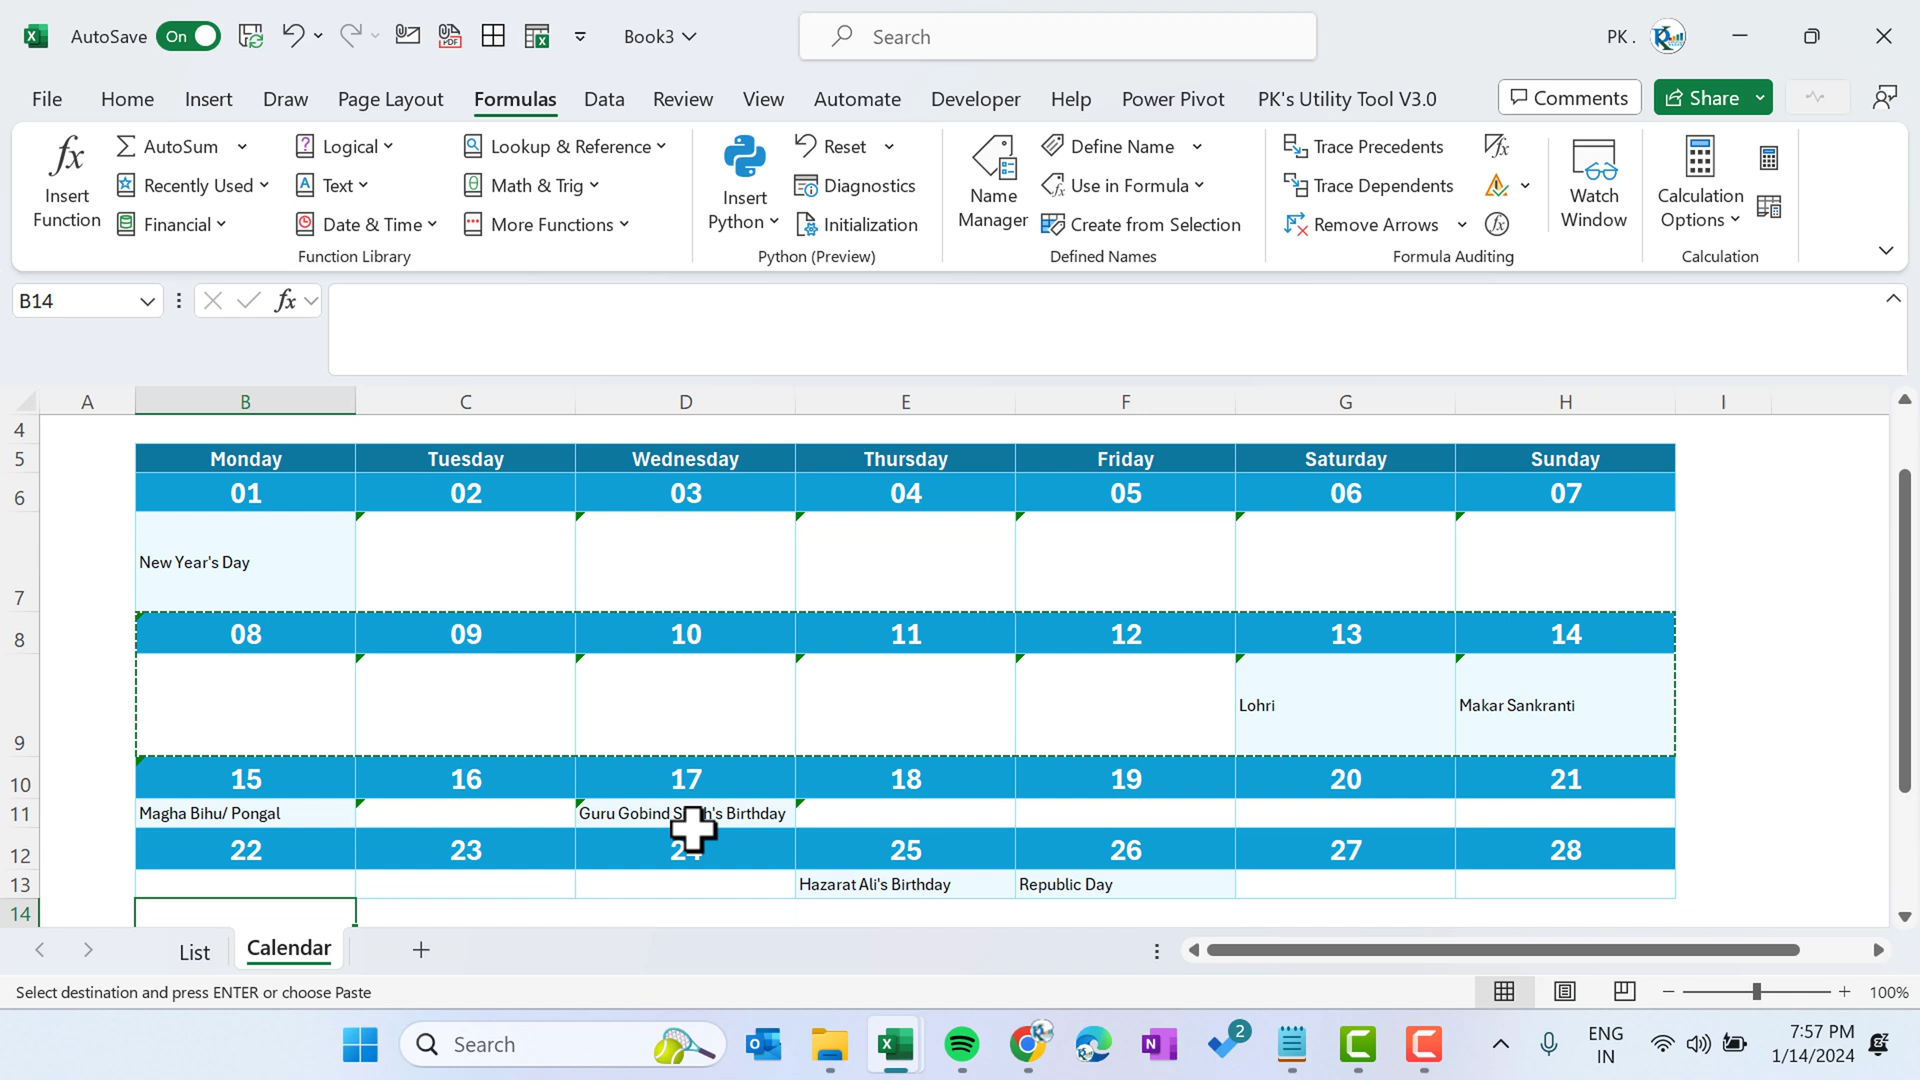 AutoSave On Book3 Search PK .
File Home Insert Draw Page Layout Formulas Data Review View Automate Developer Help Power Pivot PK's Utility Tool V3.0 Comments Share
fx AutoSum Logical Lookup & Reference Reset Define Name Trace Precedents
Insert Function Recently Used Text Math & Trig Insert Python Diagnostics Name Manager Use in Formula Trace Dependents Watch Window Calculation Options
Financial Date & Time More Functions Initialization Create from Selection Remove Arrows
Function Library Python (Preview) Defined Names Formula Auditing Calculation
B14 fx
A B C D E F G H I
4
5 Monday Tuesday Wednesday Thursday Friday Saturday Sunday
6 01 02 03 04 05 06 07
7 New Year's Day
8 08 09 10 11 12 13 14
9 Lohri Makar Sankranti
10 15 16 17 18 19 20 21
11 Magha Bihu/ Pongal Guru Gobind 's Birthday
12 22 23 25 26 27 28
13 Hazarat Ali's Birthday Republic Day
14
List Calendar
Select destination and press ENTER or choose Paste 100%
Search 2 ENG IN 7:57 PM
1/14/2024